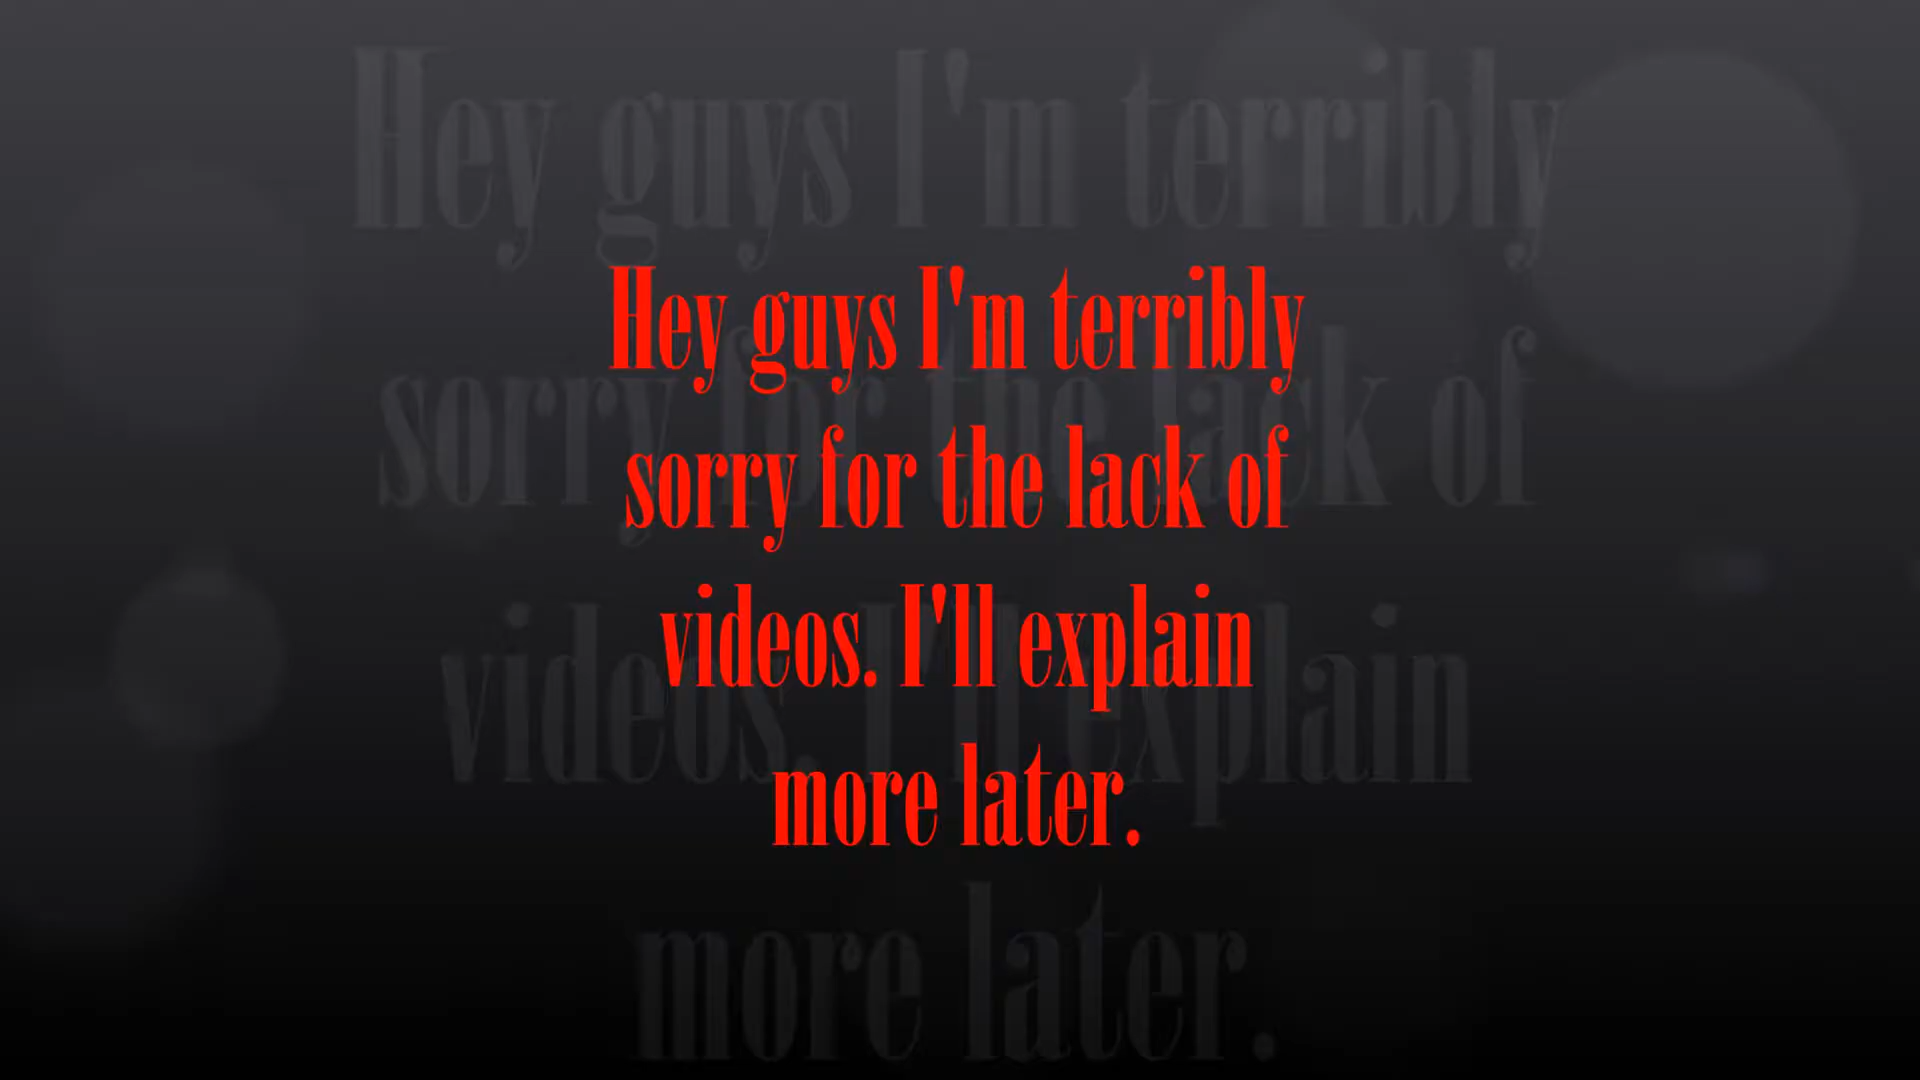 Hey guys I'm terribly
sorry for the lack of
videos. I'll explain
more later.